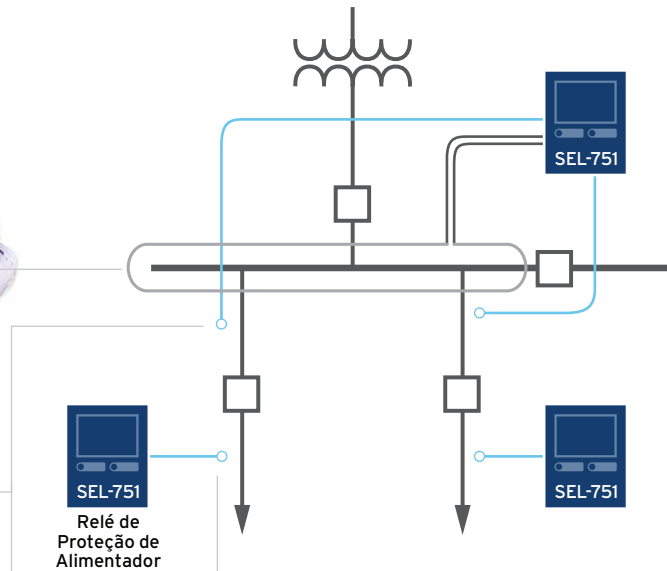 SEL-751
SEL-751
Relé de
Proteção de
Alimentador
SEL-751